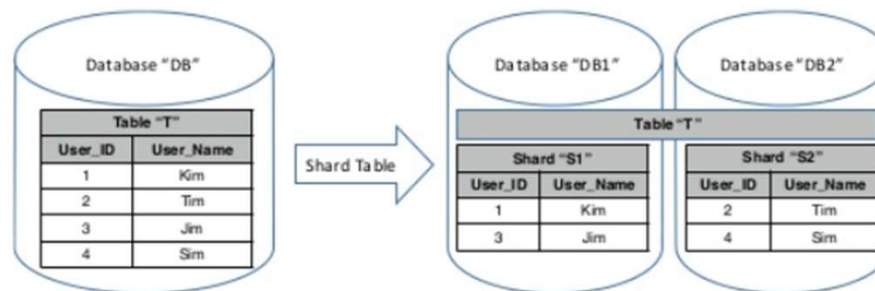 Database "DB"
Table "T"
User_ID User_Name
1 Kim
2 Tim
3 Jim
4 Sim
Shard Table
Database "DB1" Database "DB2"
Table "T"
Shard "S1" Shard "S2"
User_ID User_Name User_ID User_Name
1 Kim 2 Tim
3 Jim 4 Sim